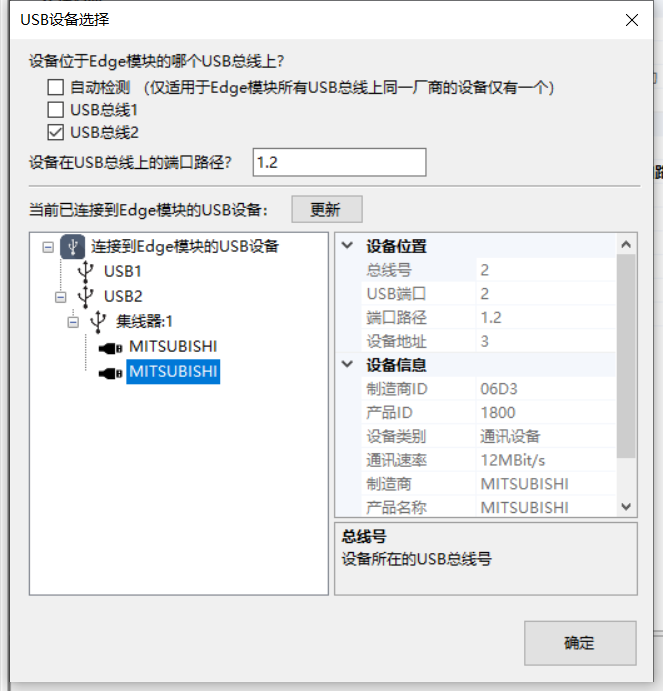 USB设备选择
设备位于Edge模块的哪个USB总线上?
自动检测 （仅适用于Edge模块所有USB总线上同一厂商的设备仅有一个）
USB总线1
USB总线2
设备在USB总线上的端口路径? 1.2
当前已连接到Edge模块的USB设备： 更新
连接到Edge模块的USB设备
USB1
USB2
集线器:1
MITSUBISHI
MITSUBISHI
设备位置
总线号 2
USB端口 2
端口路径 1.2
设备地址 3
设备信息
制造商ID 06D3
产品ID 1800
设备类别 通讯设备
通讯速率 12MBit/s
制造商 MITSUBISHI
产品名称 MITSUBISHI
总线号
设备所在的USB总线号
确定